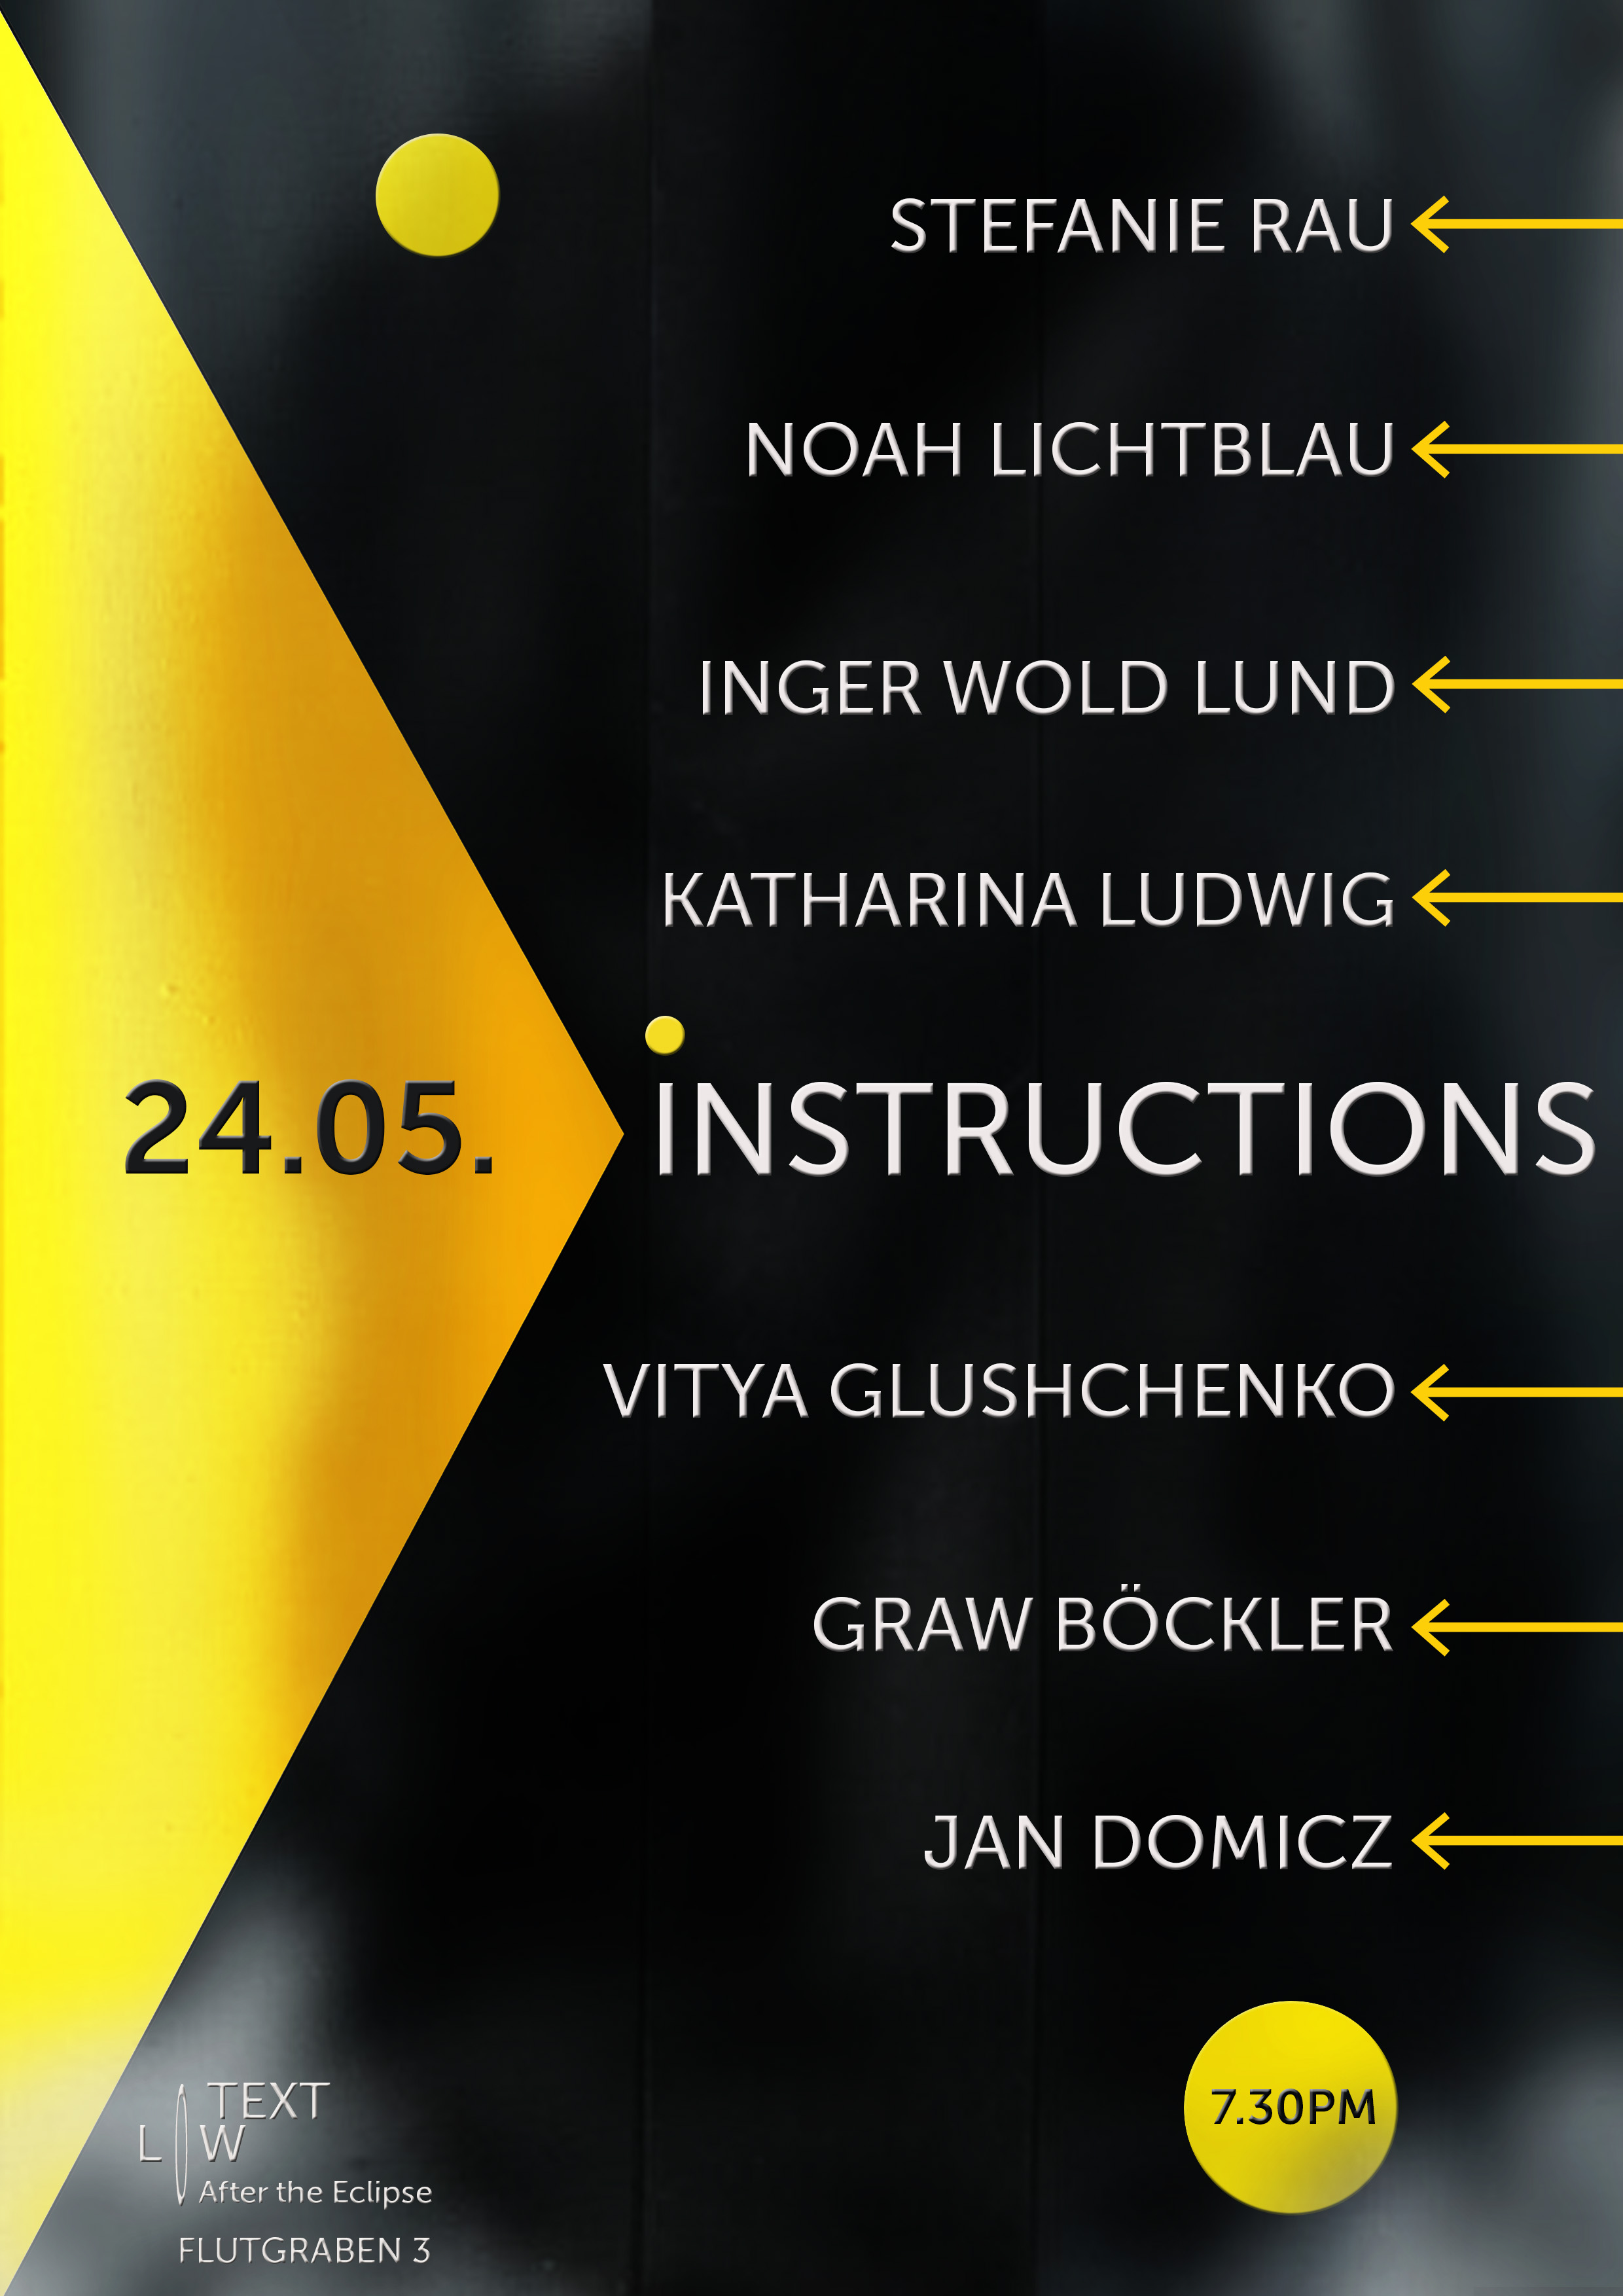 STEFANIE RAU
NOAH LICHTBLAU
INGER WOLD LUND
KATHARINA LUDWIG
24.05. INSTRUCTIONS
VITYA GLUSHCHENKO
GRAW BÖCKLER
JAN DOMICZ
7.30PM
TEXT
L W
After the Eclipse
FLUTGRABEN 3